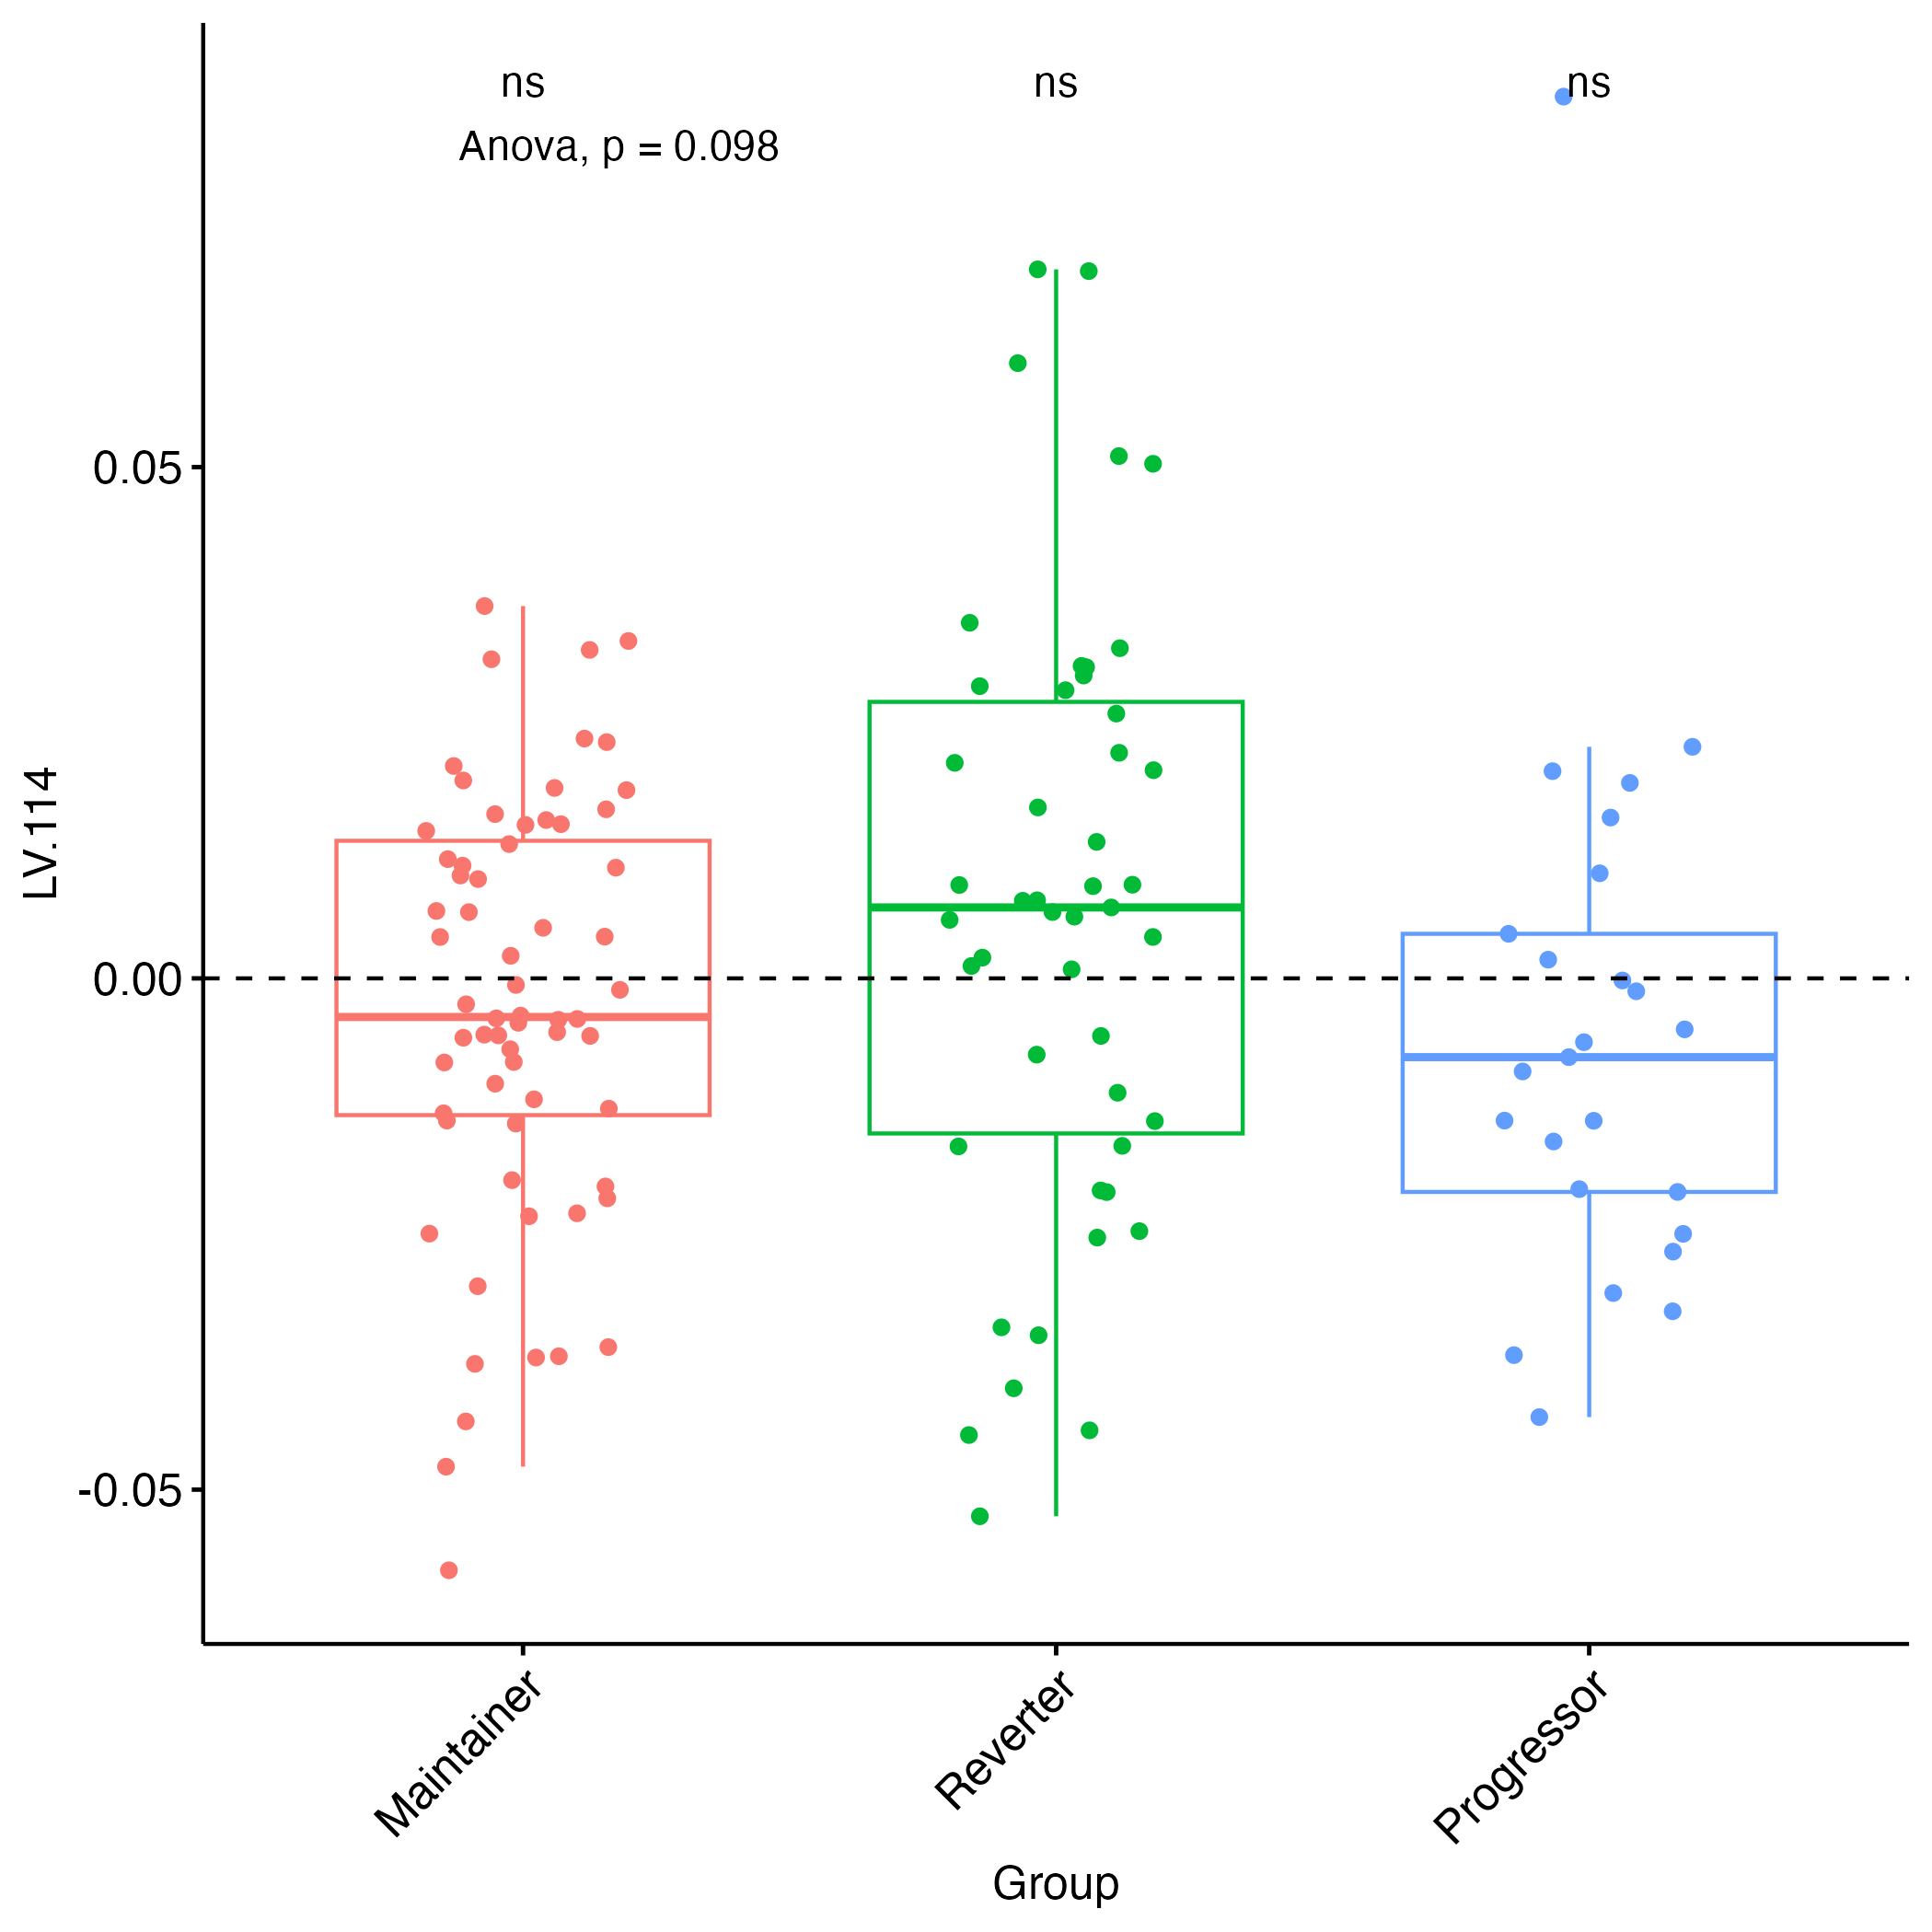 ns ns ns
Anova, p = 0.098
0.05
0.00
-0.05
LV.114
Maintainer Reverter Progressor
Group